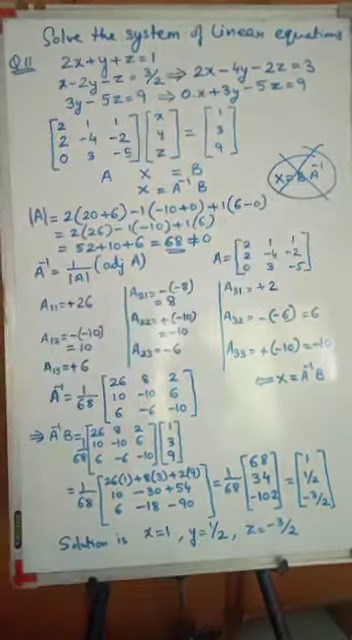 Solve the system of Linear equations
Q11 2x+y+z=1
x-2y-z=3/2 ⇒ 2x-4y-2z=3
3y-5z=9 ⇒ 0.x+3y-5z=9
[2 1 1; 2 -4 -2; 0 3 -5] [x; y; z] = [1; 3; 9]
A X = B
X = A⁻¹ B
X = B A⁻¹
|A| = 2(20+6)-1(-10+0)+1(6-0)
= 2(26)-1(-10)+1(6)
= 52+10+6 = 68 ≠ 0
A⁻¹ = 1/|A| (adj A)
A = [2 1 1; 2 -4 -2; 0 3 -5]
A₁₁=+26
A₁₂=-(-10)
= 10
A₁₃=+6
A₂₁=-(-8)
= 8
A₂₂=+(-10)
= -10
A₂₃=-6
A₃₁=+2
A₃₂=-(-6)=6
A₃₃=+(-10)=-10
A⁻¹ = 1/68 [26 8 2; 10 -10 6; 6 -6 -10]
⇐ X = A⁻¹B
⇒ A⁻¹B = 1/68 [26 8 2; 10 -10 6; 6 -6 -10] [1; 3; 9]
= 1/68 [26(1)+8(3)+2(9); 10 -30+54; 6 -18-90] = 1/68 [68; 34; -102] = [1; 1/2; -3/2]
Solution is x=1, y=1/2, z=-3/2